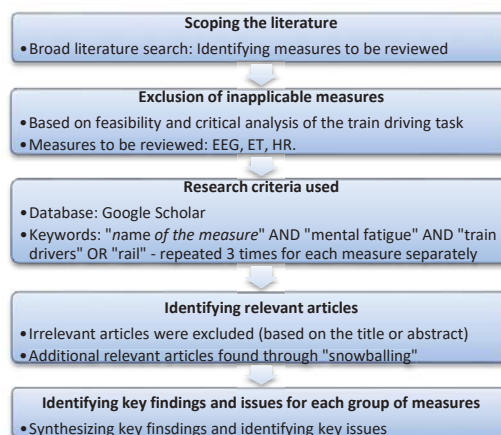 Scoping the literature
•Broad literature search: Identifying measures to be reviewed
Exclusion of inapplicable measures
•Based on feasibility and critical analysis of the train driving task
•Measures to be reviewed: EEG, ET, HR.
Research criteria used
•Database: Google Scholar
•Keywords: "name of the measure" AND "mental fatigue" AND "train
drivers" OR "rail" - repeated 3 times for each measure separately
Identifying relevant articles
•Irrelevant articles were excluded (based on the title or abstract)
•Additional relevant articles found through "snowballing"
Identifying key findings and issues for each group of measures
•Synthesizing key finsdings and identifying key issues